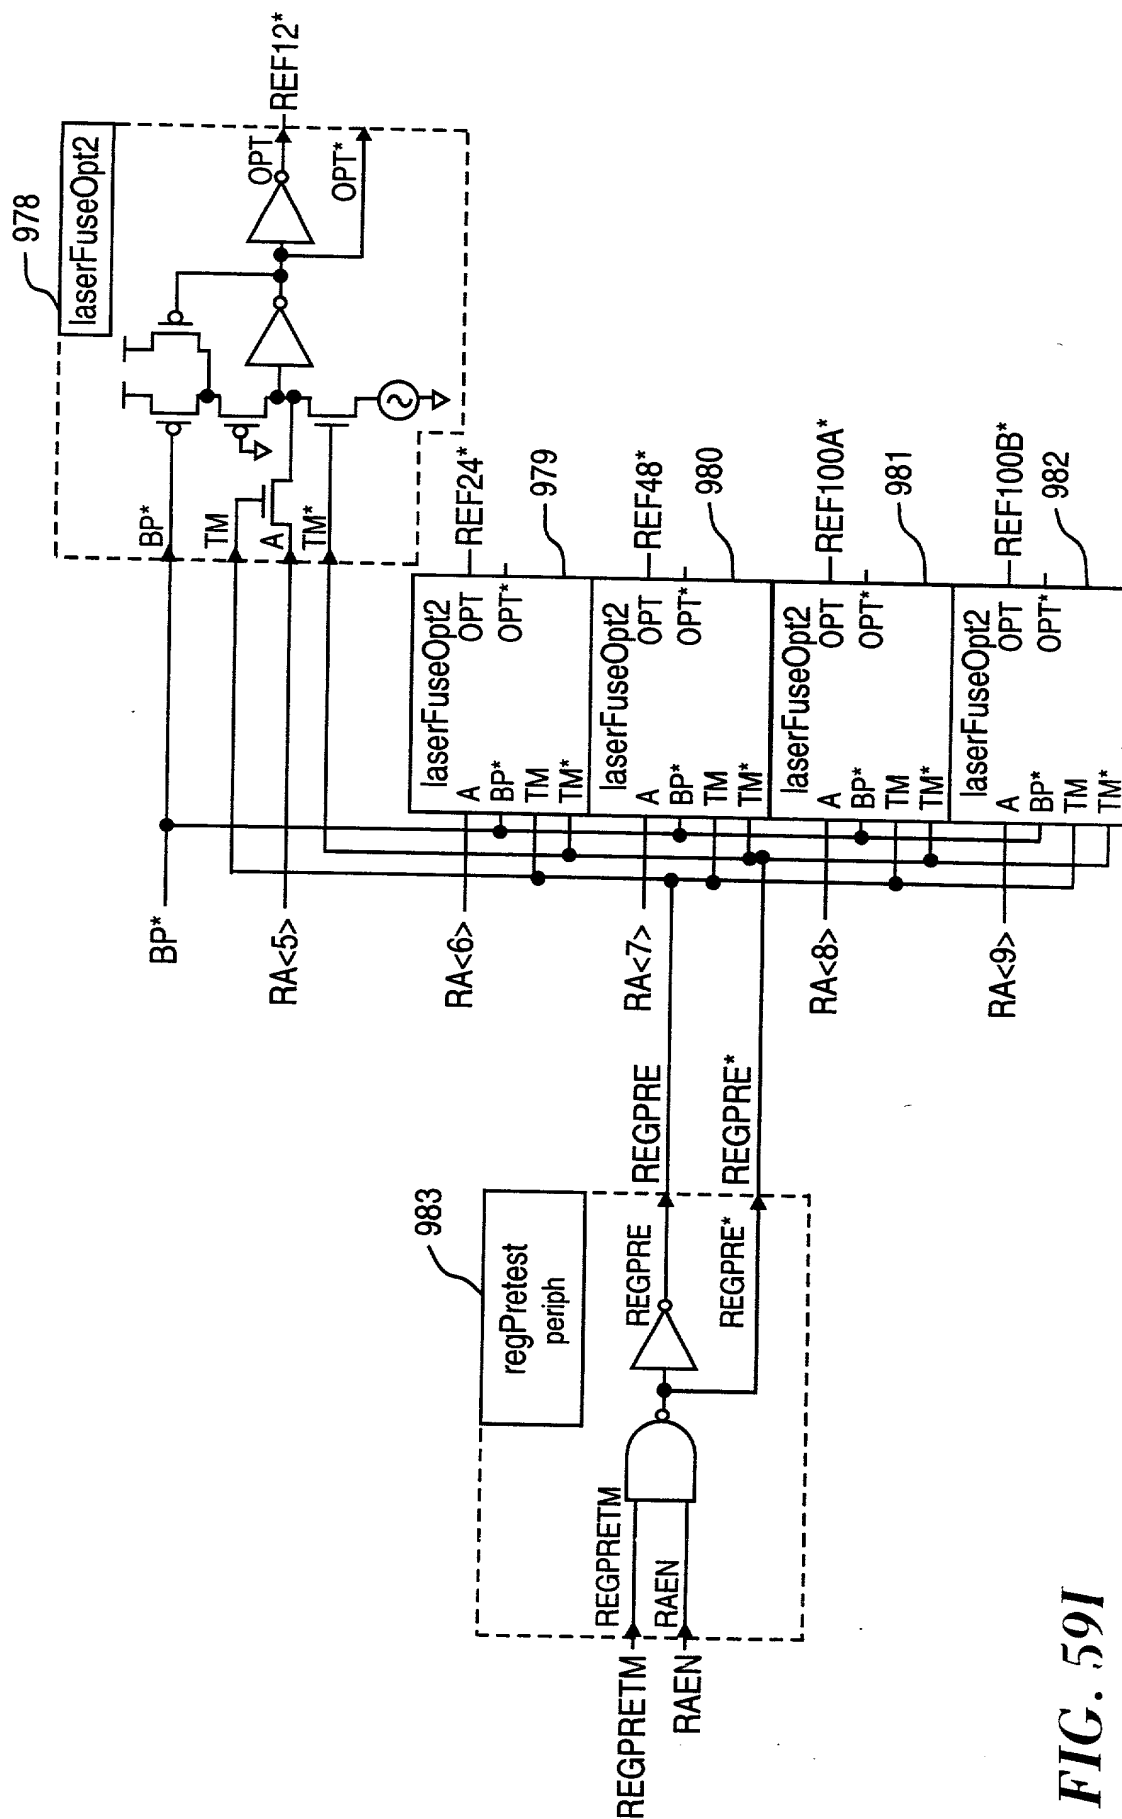 978
laserFuseOpt2
BP*
TM
A
TM*
OPT
OPT*
REF12*
BP*
RA<5>
RA<6>
RA<7>
RA<8>
RA<9>
laserFuseOpt2
A
BP*
TM
TM*
OPT
OPT*
REF24*
979
laserFuseOpt2
A
BP*
TM
TM*
OPT
OPT*
REF48*
980
laserFuseOpt2
A
BP*
TM
TM*
OPT
OPT*
REF100A*
981
laserFuseOpt2
A
BP*
TM
TM*
OPT
OPT*
REF100B*
982
983
regPretest
periph
REGPRETM
RAEN
REGPRETM
RAEN
REGPRE
REGPRE*
REGPRE
REGPRE*
FIG. 59I